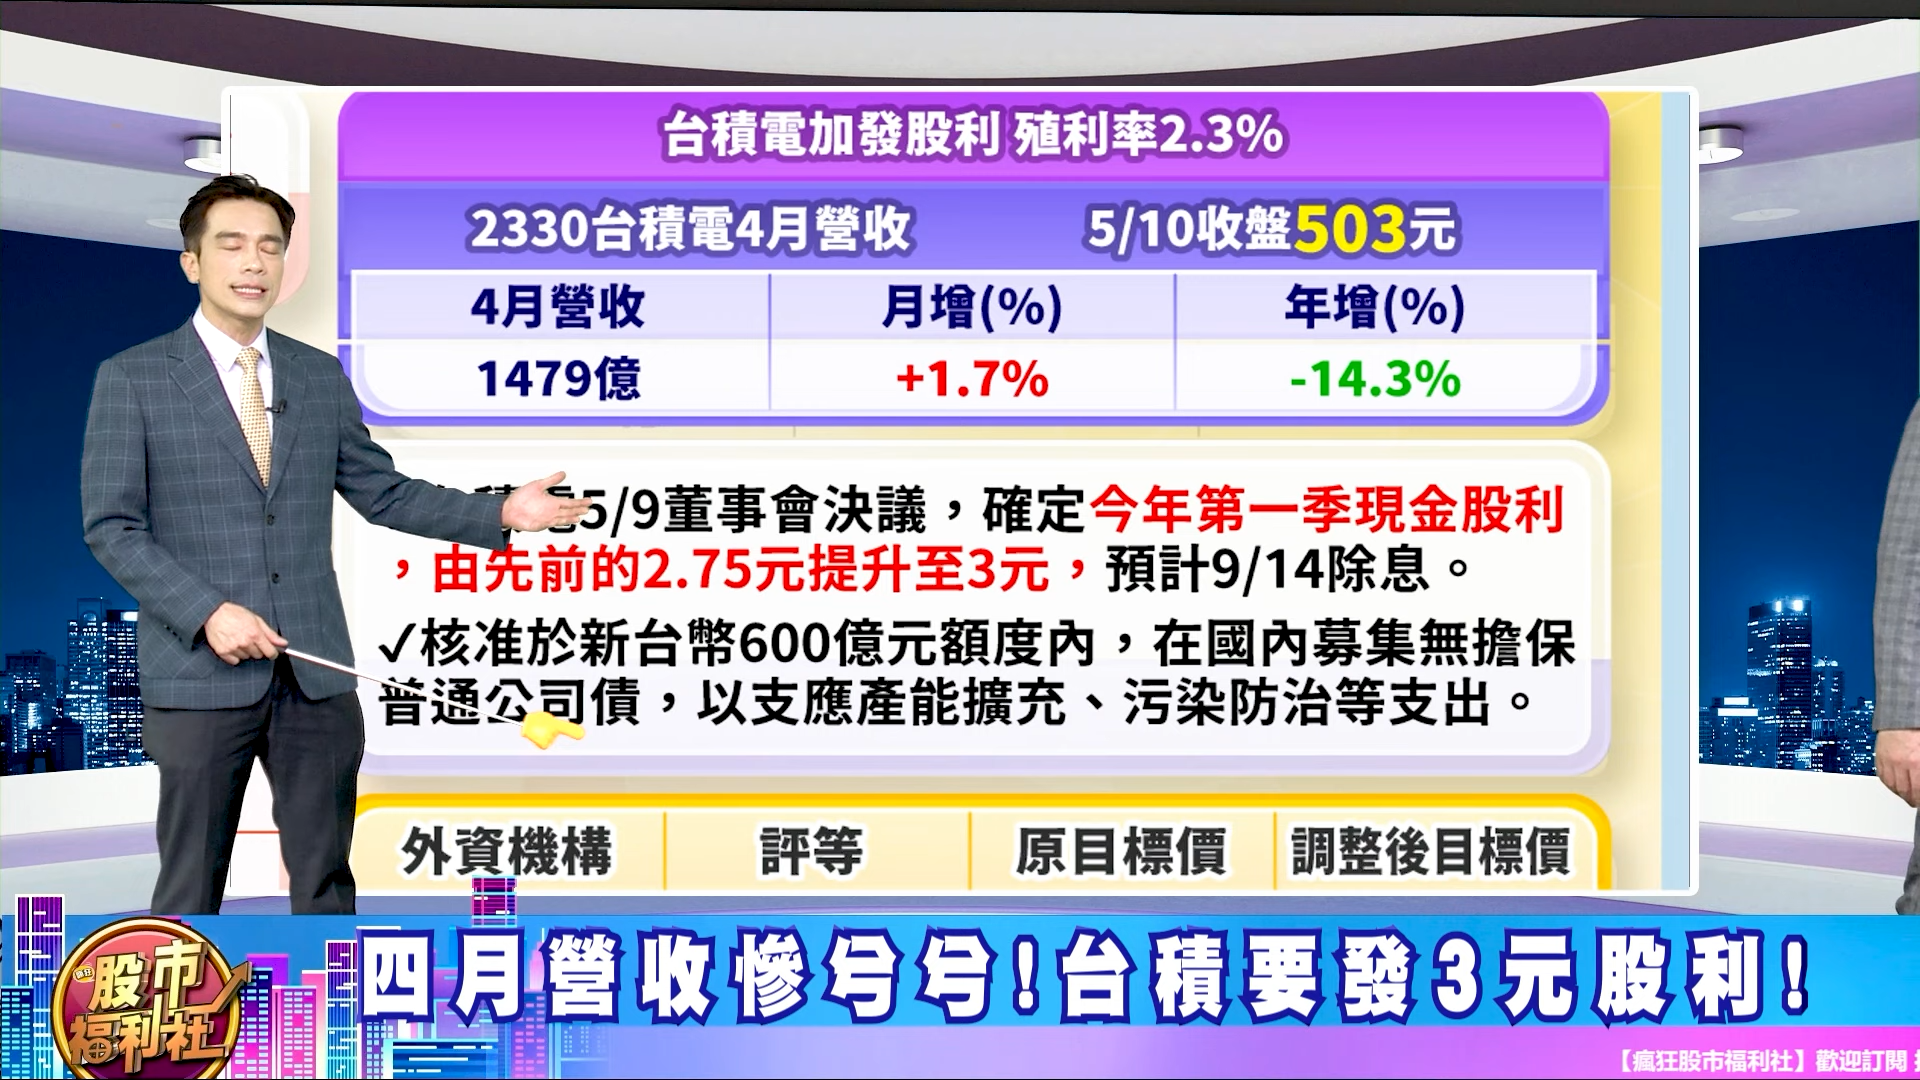 台積電加發股利 殖利率2.3%
2330台積電4月營收 5/10收盤503元
4月營收 月增(%) 年增(%)
1479億 +1.7% -14.3%
積電5/9董事會決議，確定今年第一季現金股利
，由先前的2.75元提升至3元，預計9/14除息。
✓核准於新台幣600億元額度內，在國內募集無擔保
普通公司債，以支應產能擴充、污染防治等支出。
外資機構 評等 原目標價 調整後目標價
四月營收慘兮兮!台積要發3元股利!
瘋狂
股市
福利社
【瘋狂股市福利社】歡迎訂閱